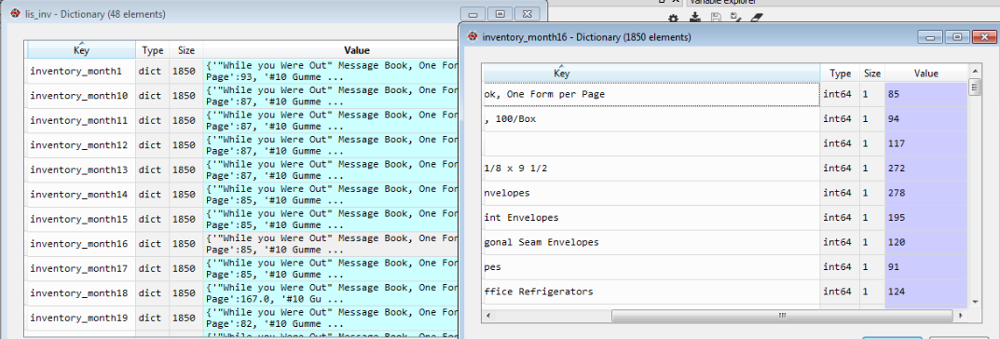 lis_inv - Dictionary (48 elements)
Variable explorer
inventory_month16 - Dictionary (1850 elements)
Key Type Size Value
inventory_month1 dict 1850 {'"While you Were Out" Message Book, One For
Page':93, '#10 Gumme ...
inventory_month10 dict 1850 {'"While you Were Out" Message Book, One For
Page':87, '#10 Gumme ...
inventory_month11 dict 1850 {'"While you Were Out" Message Book, One For
Page':87, '#10 Gumme ...
inventory_month12 dict 1850 {'"While you Were Out" Message Book, One For
Page':87, '#10 Gumme ...
inventory_month13 dict 1850 {'"While you Were Out" Message Book, One For
Page':87, '#10 Gumme ...
inventory_month14 dict 1850 {'"While you Were Out" Message Book, One For
Page':85, '#10 Gumme ...
inventory_month15 dict 1850 {'"While you Were Out" Message Book, One For
Page':85, '#10 Gumme ...
inventory_month16 dict 1850 {'"While you Were Out" Message Book, One For
Page':85, '#10 Gumme ...
inventory_month17 dict 1850 {'"While you Were Out" Message Book, One For
Page':85, '#10 Gumme ...
inventory_month18 dict 1850 {'"While you Were Out" Message Book, One For
Page':167.0, '#10 Gu ...
inventory_month19 dict 1850 {'"While you Were Out" Message Book, One For
Page':82, '#10 Gumme ...
Key Type Size Value
ok, One Form per Page int64 1 85
, 100/Box int64 1 94
int64 1 117
1/8 x 9 1/2 int64 1 272
nvelopes int64 1 278
int Envelopes int64 1 195
gonal Seam Envelopes int64 1 120
pes int64 1 91
ffice Refrigerators int64 1 124